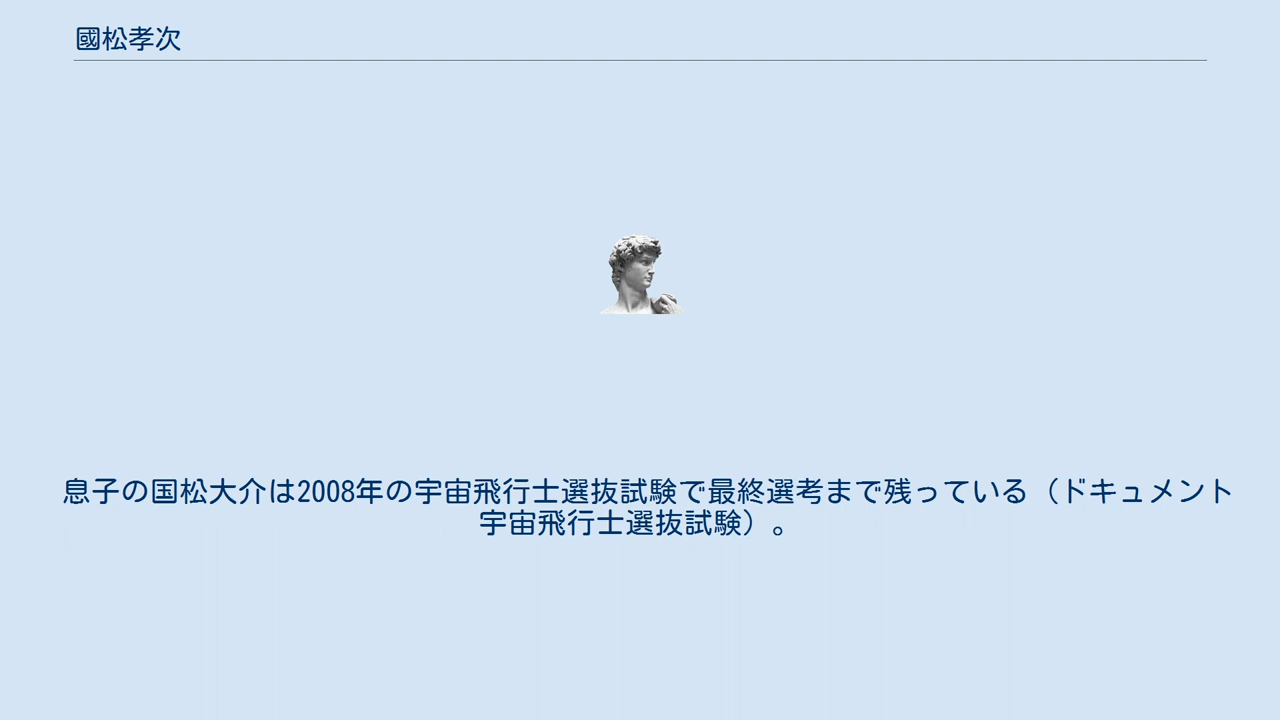 國松孝次
息子の国松大介は2008年の宇宙飛行士選抜試験で最終選考まで残っている（ドキュメント
宇宙飛行士選抜試験）。